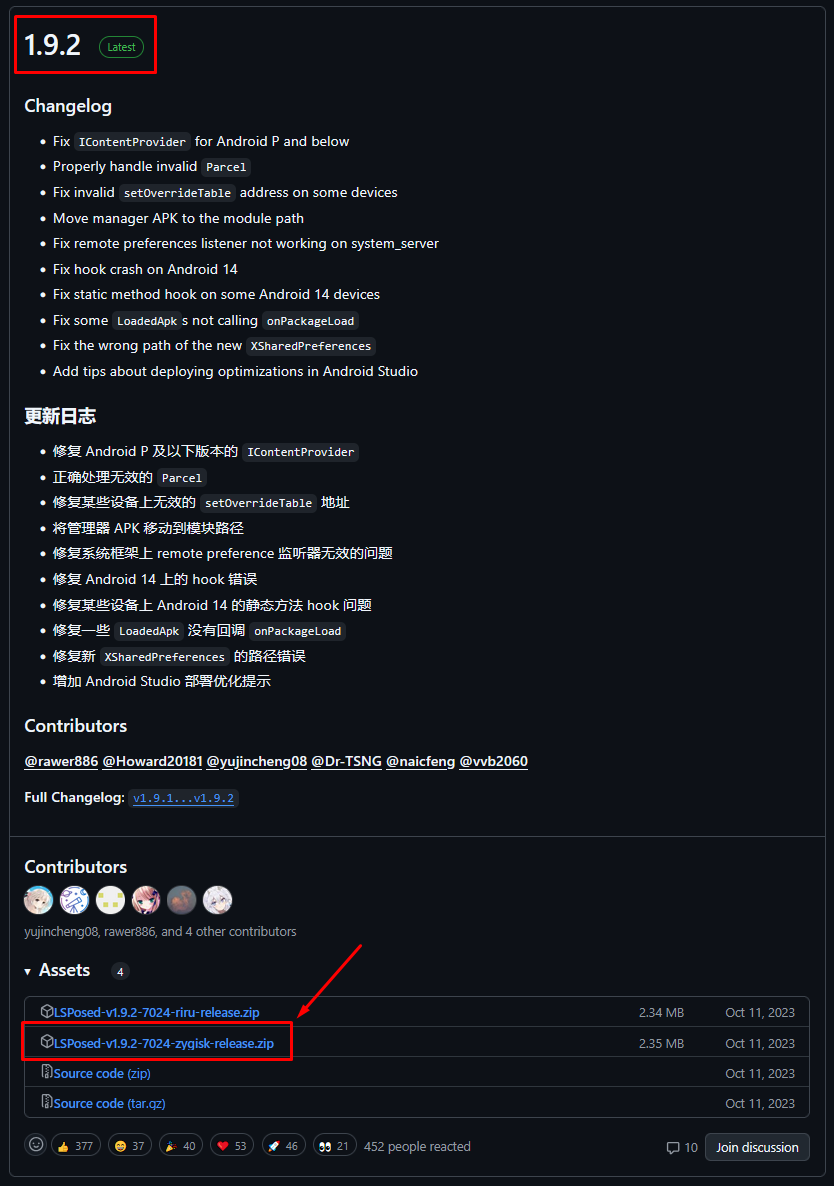 1.9.2 Latest
Changelog
Fix IContentProvider for Android P and below
Properly handle invalid Parcel
Fix invalid setOverrideTable address on some devices
Move manager APK to the module path
Fix remote preferences listener not working on system_server
Fix hook crash on Android 14
Fix static method hook on some Android 14 devices
Fix some LoadedApk s not calling onPackageLoad
Fix the wrong path of the new XSharedPreferences
Add tips about deploying optimizations in Android Studio
更新日志
修复 Android P 及以下版本的 IContentProvider
正确处理无效的 Parcel
修复某些设备上无效的 setOverrideTable 地址
将管理器 APK 移动到模块路径
修复系统框架上 remote preference 监听器无效的问题
修复 Android 14 上的 hook 错误
修复某些设备上 Android 14 的静态方法 hook 问题
修复一些 LoadedApk 没有回调 onPackageLoad
修复新 XSharedPreferences 的路径错误
增加 Android Studio 部署优化提示
Contributors
@rawer886 @Howard20181 @yujincheng08 @Dr-TSNG @naicfeng @vvb2060
Full Changelog: v1.9.1...v1.9.2
Contributors
yujincheng08, rawer886, and 4 other contributors
Assets 4
LSPosed-v1.9.2-7024-riru-release.zip 2.34 MB Oct 11, 2023
LSPosed-v1.9.2-7024-zygisk-release.zip 2.35 MB Oct 11, 2023
Source code (zip) Oct 11, 2023
Source code (tar.gz) Oct 11, 2023
377 37 40 53 46 21 452 people reacted 10 Join discussion